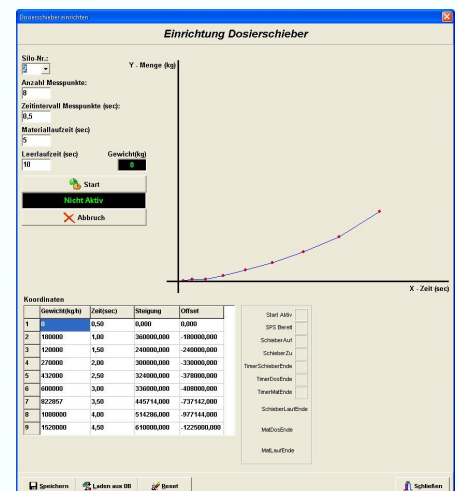 Dosierschieber einrichten
Einrichtung Dosierschieber
Silo-Nr.:
Y - Menge (kg)
Anzahl Messpunkte:
8
Zeitintervall Messpunkte (sec):
0,5
Materiallaufzeit (sec)
5
Leerlaufzeit (sec) Gewicht(kg)
10 0
Start
Nicht Aktiv
Abbruch
X - Zeit (sec)
Koordinaten
Gewicht(kg/h) Zeit(sec) Steigung Offset
1 0 0,50 0,000 0,000
2 180000 1,00 360000,000 -180000,000
3 120000 1,50 240000,000 -240000,000
4 270000 2,00 300000,000 -330000,000
5 432000 2,50 324000,000 -378000,000
6 600000 3,00 336000,000 -408000,000
7 822857 3,50 445714,000 -737142,000
8 1080000 4,00 514286,000 -977144,000
9 1520000 4,50 610000,000 -1225000,000
Start Aktiv
SPS Bereit
SchieberAuf
SchieberZu
TimerSchieberEnde
TimerDosEnde
TimerMatEnde
SchieberLaufEnde
MatDosEnde
MatLaufEnde
Speichern Laden aus DB Reset Schließen